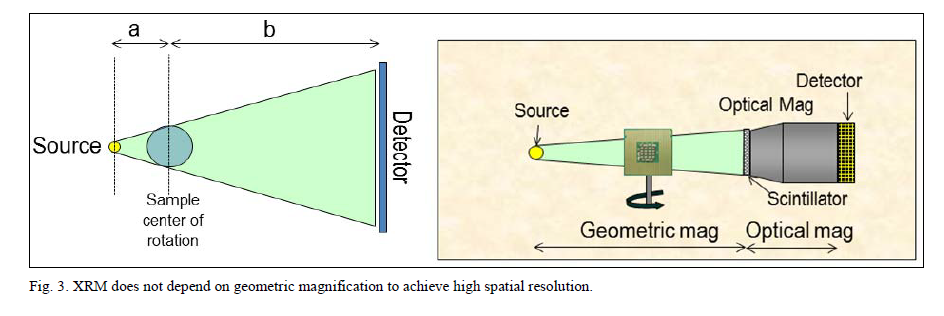 a
b
Source
Detector
Sample
center of
rotation
Detector
Optical Mag
Source
Scintillator
Geometric mag
Optical mag
Fig. 3. XRM does not depend on geometric magnification to achieve high spatial resolution.